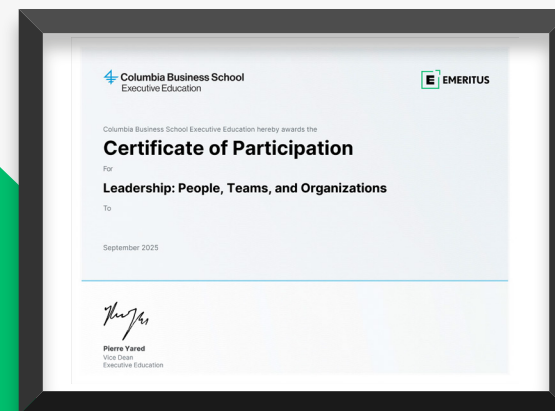 Columbia Business School
Executive Education
EMERITUS
Columbia Business School Executive Education hereby awards the
Certificate of Participation
For
Leadership: People, Teams, and Organizations
To
September 2025
Pierre Yared
Vice Dean
Executive Education